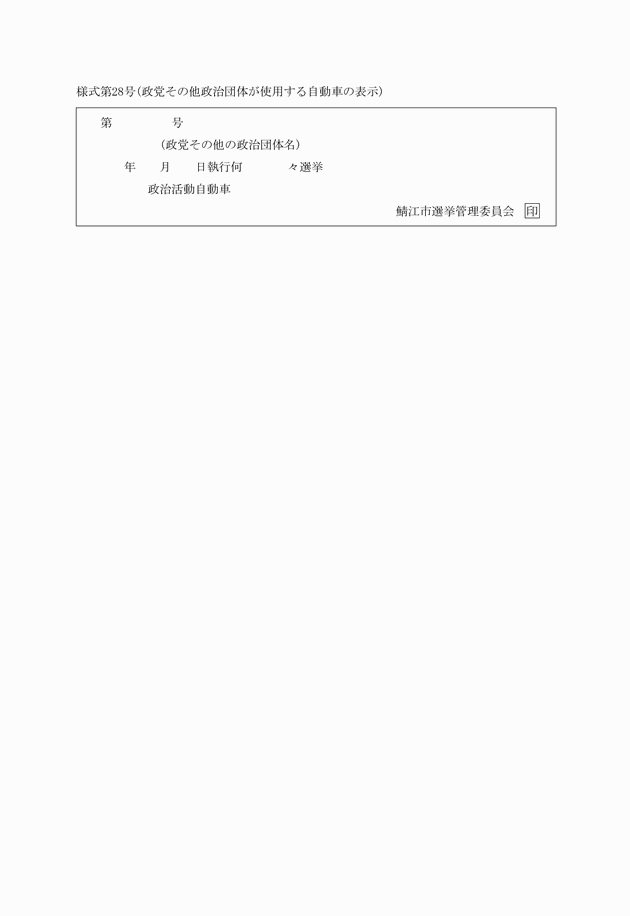 様式第28号(政党その他政治団体が使用する自動車の表示)
第　　　　　号
(政党その他の政治団体名)
年　　月　　日執行何　　　　々選挙
政治活動自動車
鯖江市選挙管理委員会　印